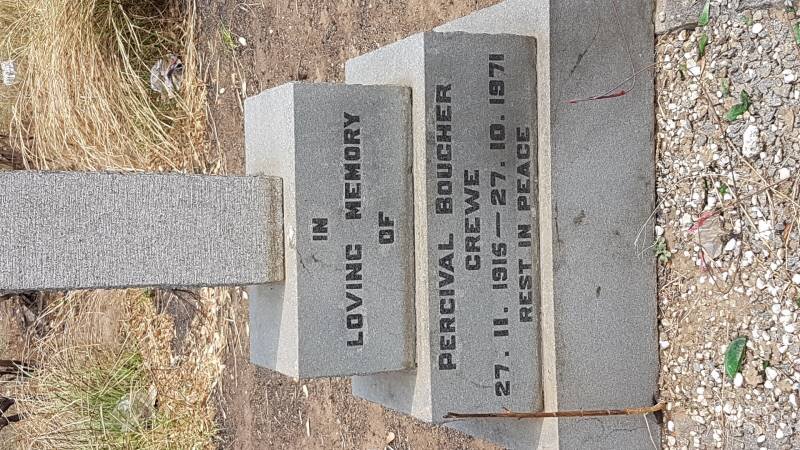 IN
LOVING MEMORY
OF
PERCIVAL BOUCHER
CREWE
27. 11. 1915 — 27. 10. 1971
REST IN PEACE